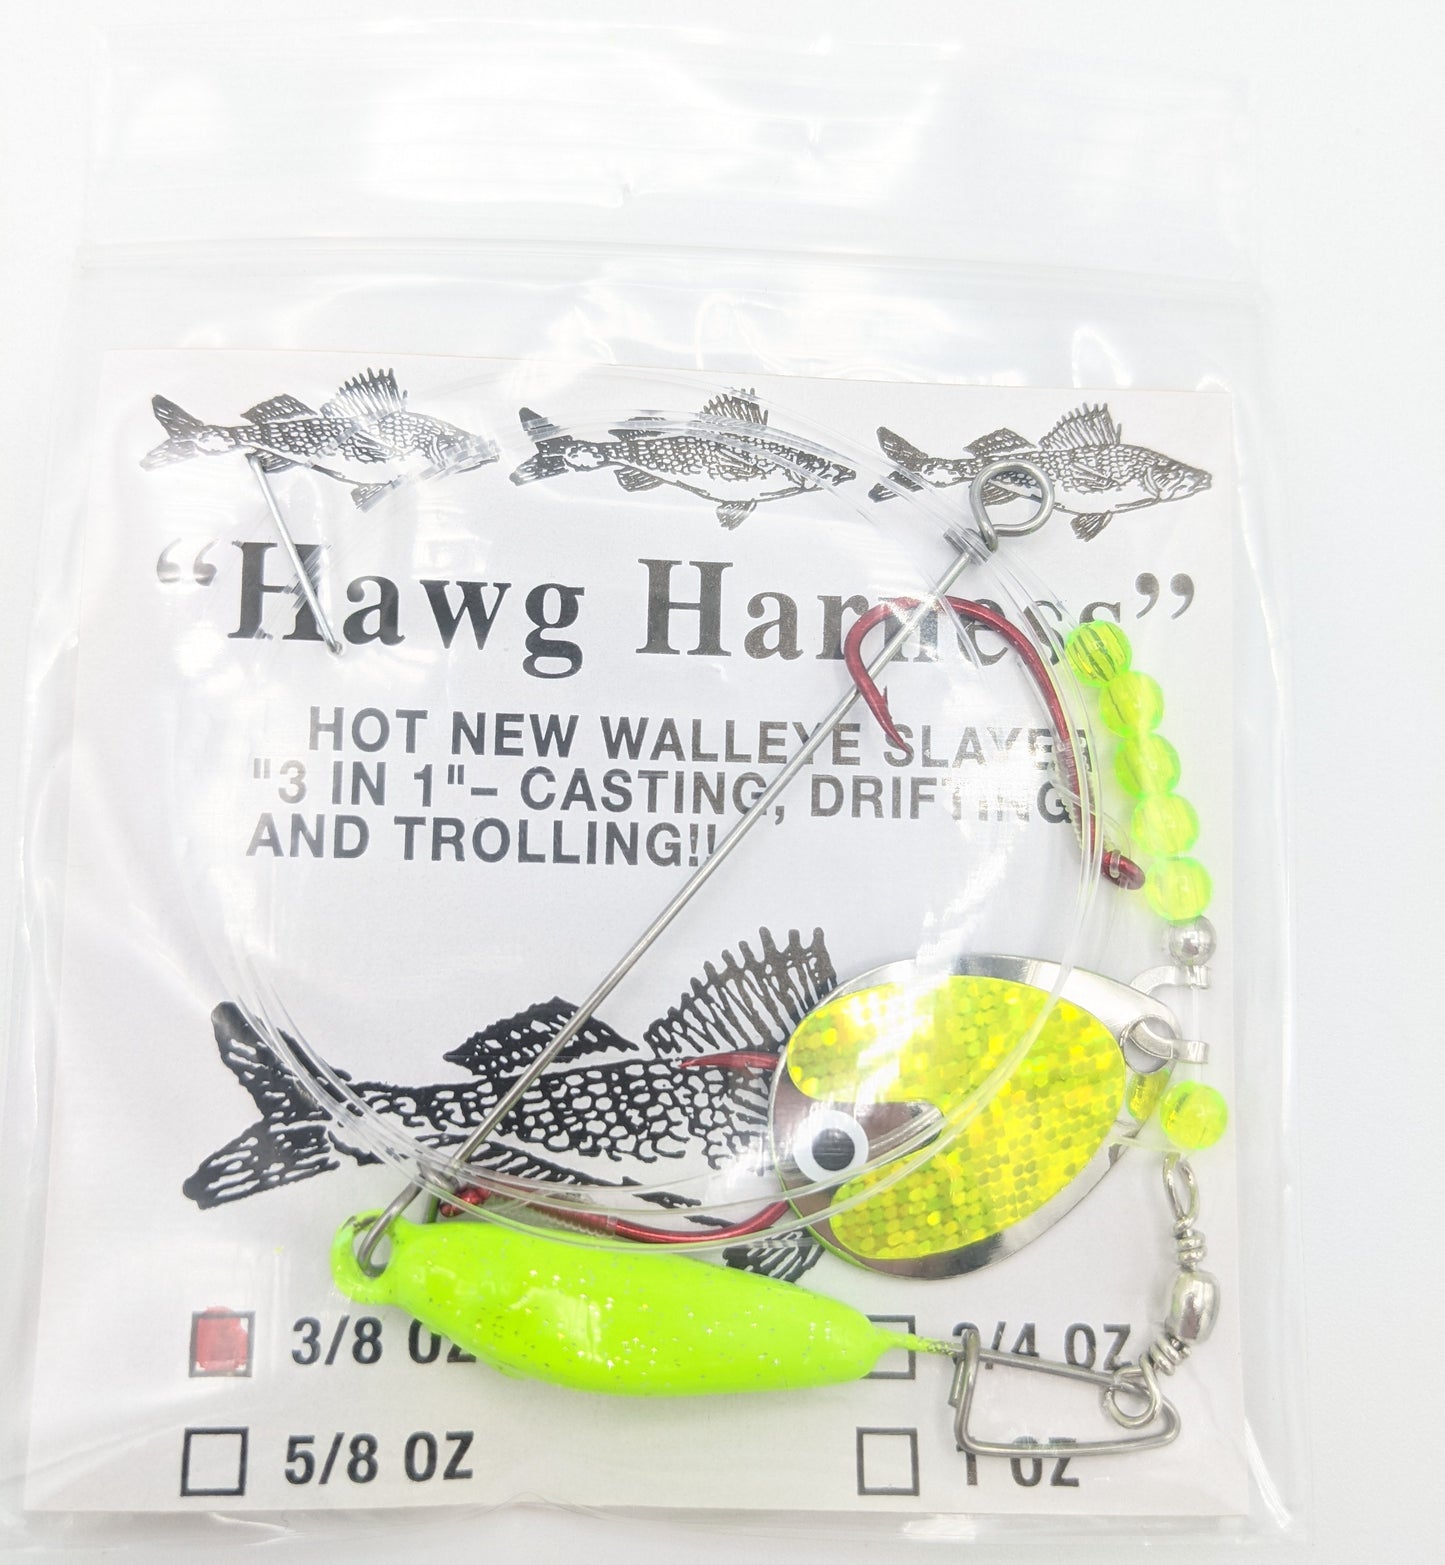 “Hawg Harness”
HOT NEW WALLEYE SLAYER
"3 IN 1"– CASTING, DRIFTING
AND TROLLING!!
3/8 OZ
3/4 OZ
5/8 OZ
1 OZ